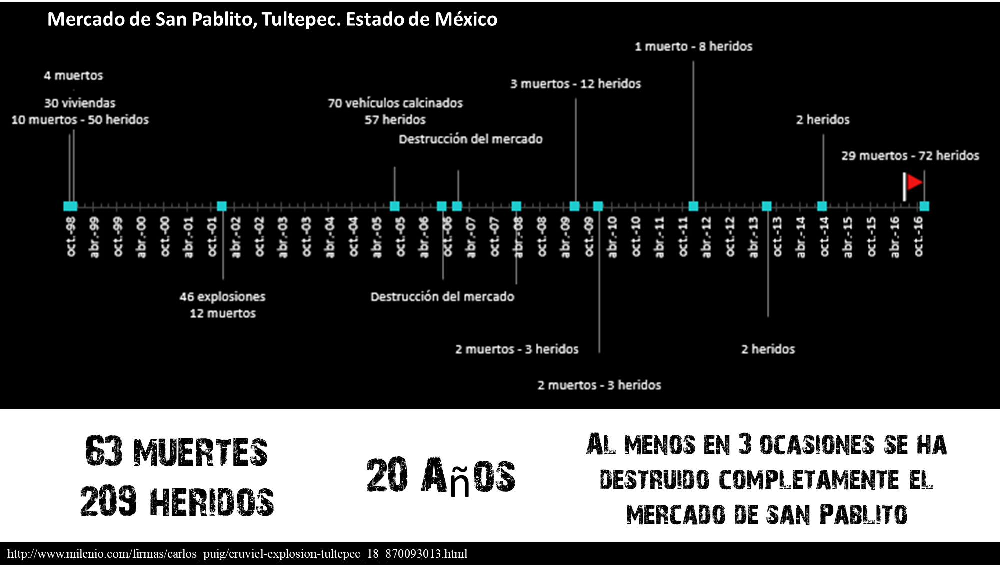 Mercado de San Pablito, Tultepec. Estado de México
1 muerto - 8 heridos
4 muertos
3 muertos - 12 heridos
30 viviendas
10 muertos - 50 heridos
70 vehículos calcinados
57 heridos
2 heridos
Destrucción del mercado
29 muertos - 72 heridos
oct.-98
abr.-99
oct.-99
abr.-00
oct.-00
abr.-01
oct.-01
abr.-02
oct.-02
abr.-03
oct.-03
abr.-04
oct.-04
abr.-05
oct.-05
abr.-06
oct.-06
abr.-07
oct.-07
abr.-08
oct.-08
abr.-09
oct.-09
abr.-10
oct.-10
abr.-11
oct.-11
abr.-12
oct.-12
abr.-13
oct.-13
abr.-14
oct.-14
abr.-15
oct.-15
abr.-16
oct.-16
46 explosiones
12 muertos
Destrucción del mercado
2 muertos - 3 heridos
2 heridos
2 muertos - 3 heridos
63 MUERTES
209 HERIDOS
20 AñOS
AL MENOS EN 3 OCASIONES SE HA
DESTRUIDO COMPLETAMENTE EL
MERCADO DE SAN PABLITO
http://www.milenio.com/firmas/carlos_puig/eruviel-explosion-tultepec_18_870093013.html